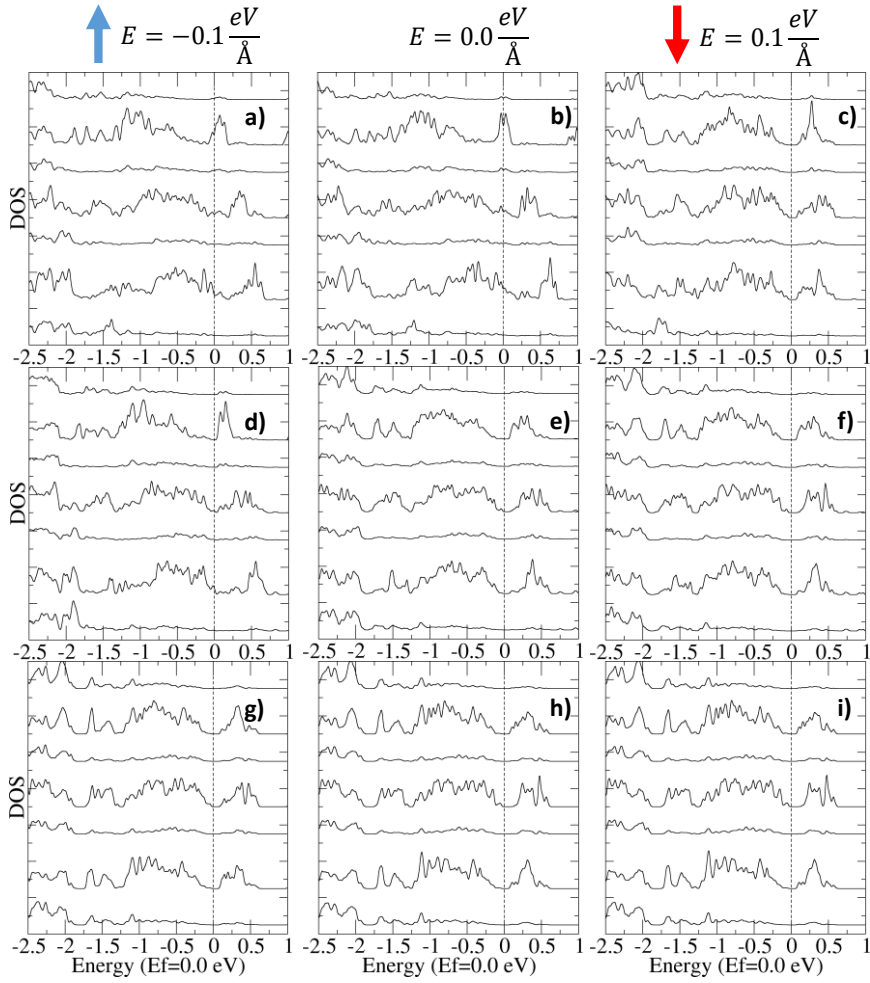 E = −0.1 eV/Å E = 0.0 eV/Å E = 0.1 eV/Å
a) b) c)
DOS
-2.5 -2 -1.5 -1 -0.5 0 0.5 1 -2.5 -2 -1.5 -1 -0.5 0 0.5 1 -2.5 -2 -1.5 -1 -0.5 0 0.5 1
d) e) f)
DOS
-2.5 -2 -1.5 -1 -0.5 0 0.5 1 -2.5 -2 -1.5 -1 -0.5 0 0.5 1 -2.5 -2 -1.5 -1 -0.5 0 0.5 1
g) h) i)
DOS
-2.5 -2 -1.5 -1 -0.5 0 0.5 1 -2.5 -2 -1.5 -1 -0.5 0 0.5 1 -2.5 -2 -1.5 -1 -0.5 0 0.5 1
Energy (Ef=0.0 eV) Energy (Ef=0.0 eV) Energy (Ef=0.0 eV)